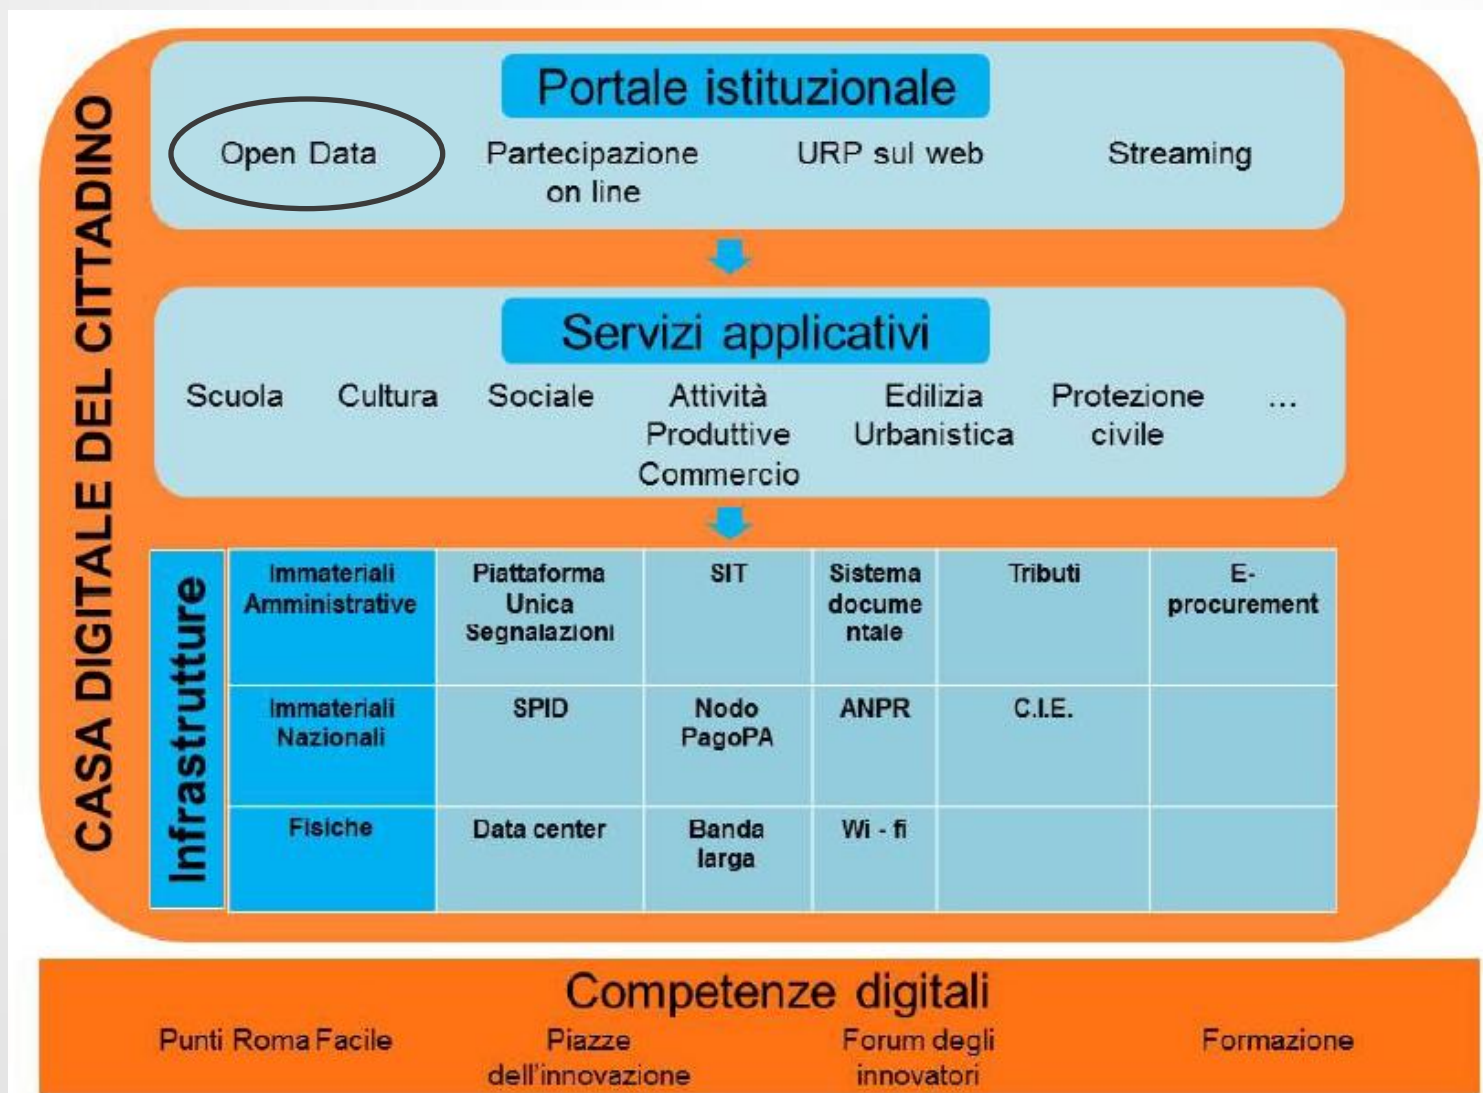 CASA DIGITALE DEL CITTADINO
Portale istituzionale
Open Data
Partecipazione
on line
URP sul web
Streaming
Servizi applicativi
Scuola
Cultura
Sociale
Attività
Produttive
Commercio
Edilizia
Urbanistica
Protezione
civile
...
Infrastrutture
Immateriali
Amministrative
Piattaforma
Unica
Segnalazioni
SIT
Sistema
docume
ntale
Tributi
E-
procurement
Immateriali
Nazionali
SPID
Nodo
PagoPA
ANPR
C.I.E.
Fisiche
Data center
Banda
larga
Wi - fi
Competenze digitali
Punti Roma Facile
Piazze
dell'innovazione
Forum degli
innovatori
Formazione